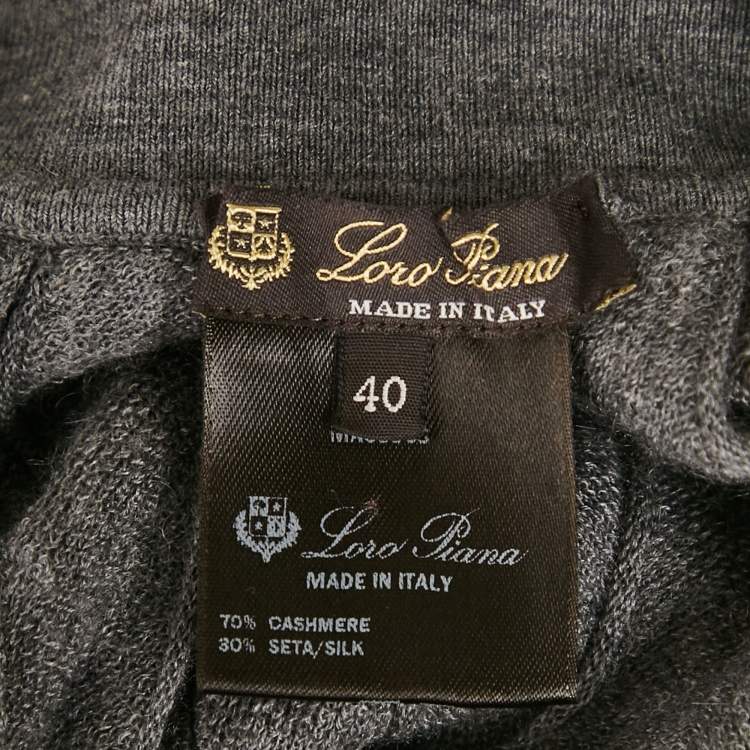 Loro Piana
MADE IN ITALY
40
Loro Piana
MADE IN ITALY
70% CASHMERE
30% SETA/SILK